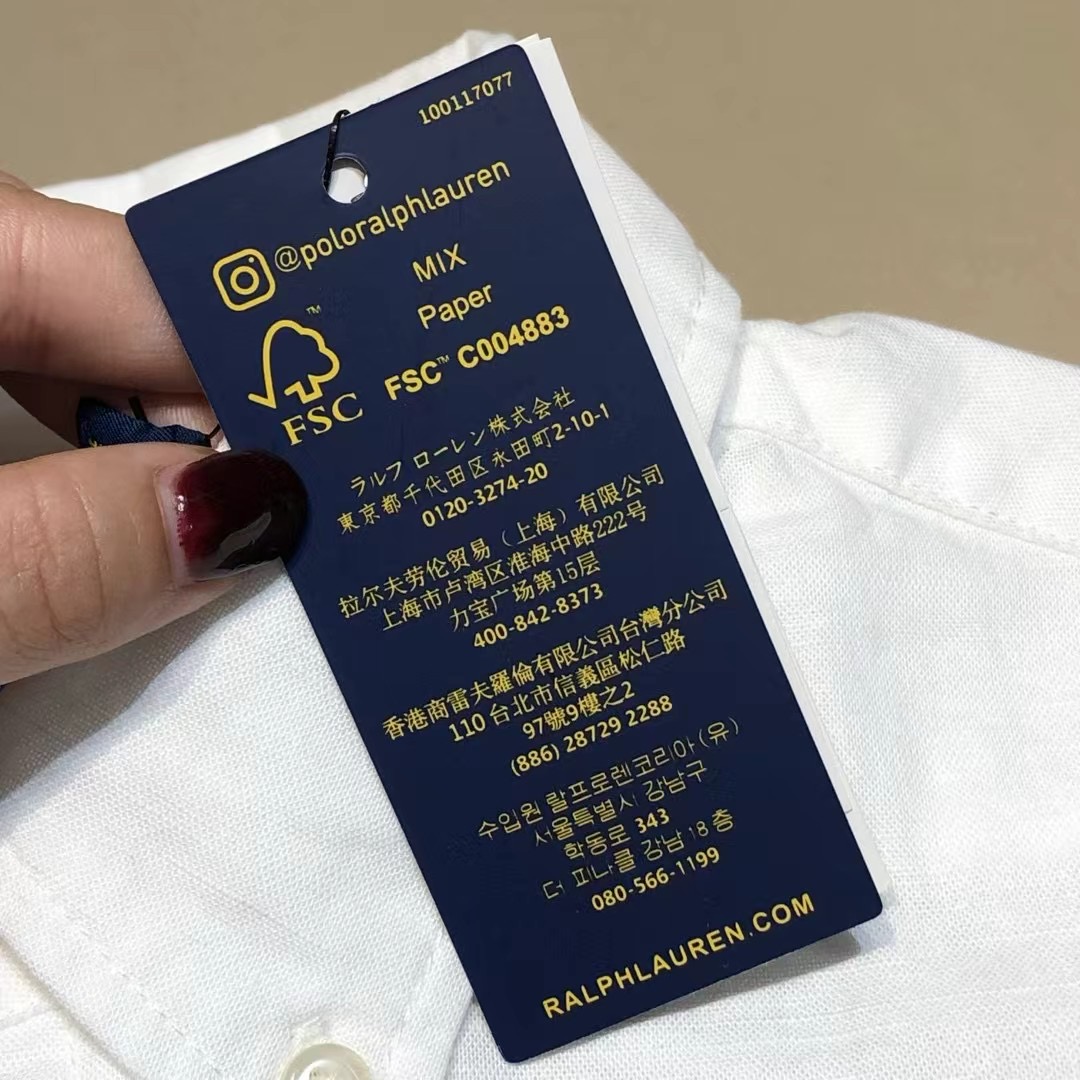 100117077
@poloralphlauren
MIX
Paper
FSC™ C004883
™
FSC
ラルフ ローレン株式会社
東京都千代田区永田町2-10-1
0120-3274-20
拉尔夫劳伦贸易（上海）有限公司
上海市卢湾区淮海中路222号
力宝广场第15层
400-842-8373
香港商雷夫羅倫有限公司台灣分公司
110 台北市信義區松仁路
97號9樓之2
(886) 28729 2288
수입원 랄프로렌코리아(유)
서울특별시 강남구
학동로 343
더 피나클 강남 18 층
080-566-1199
RALPHLAUREN.COM